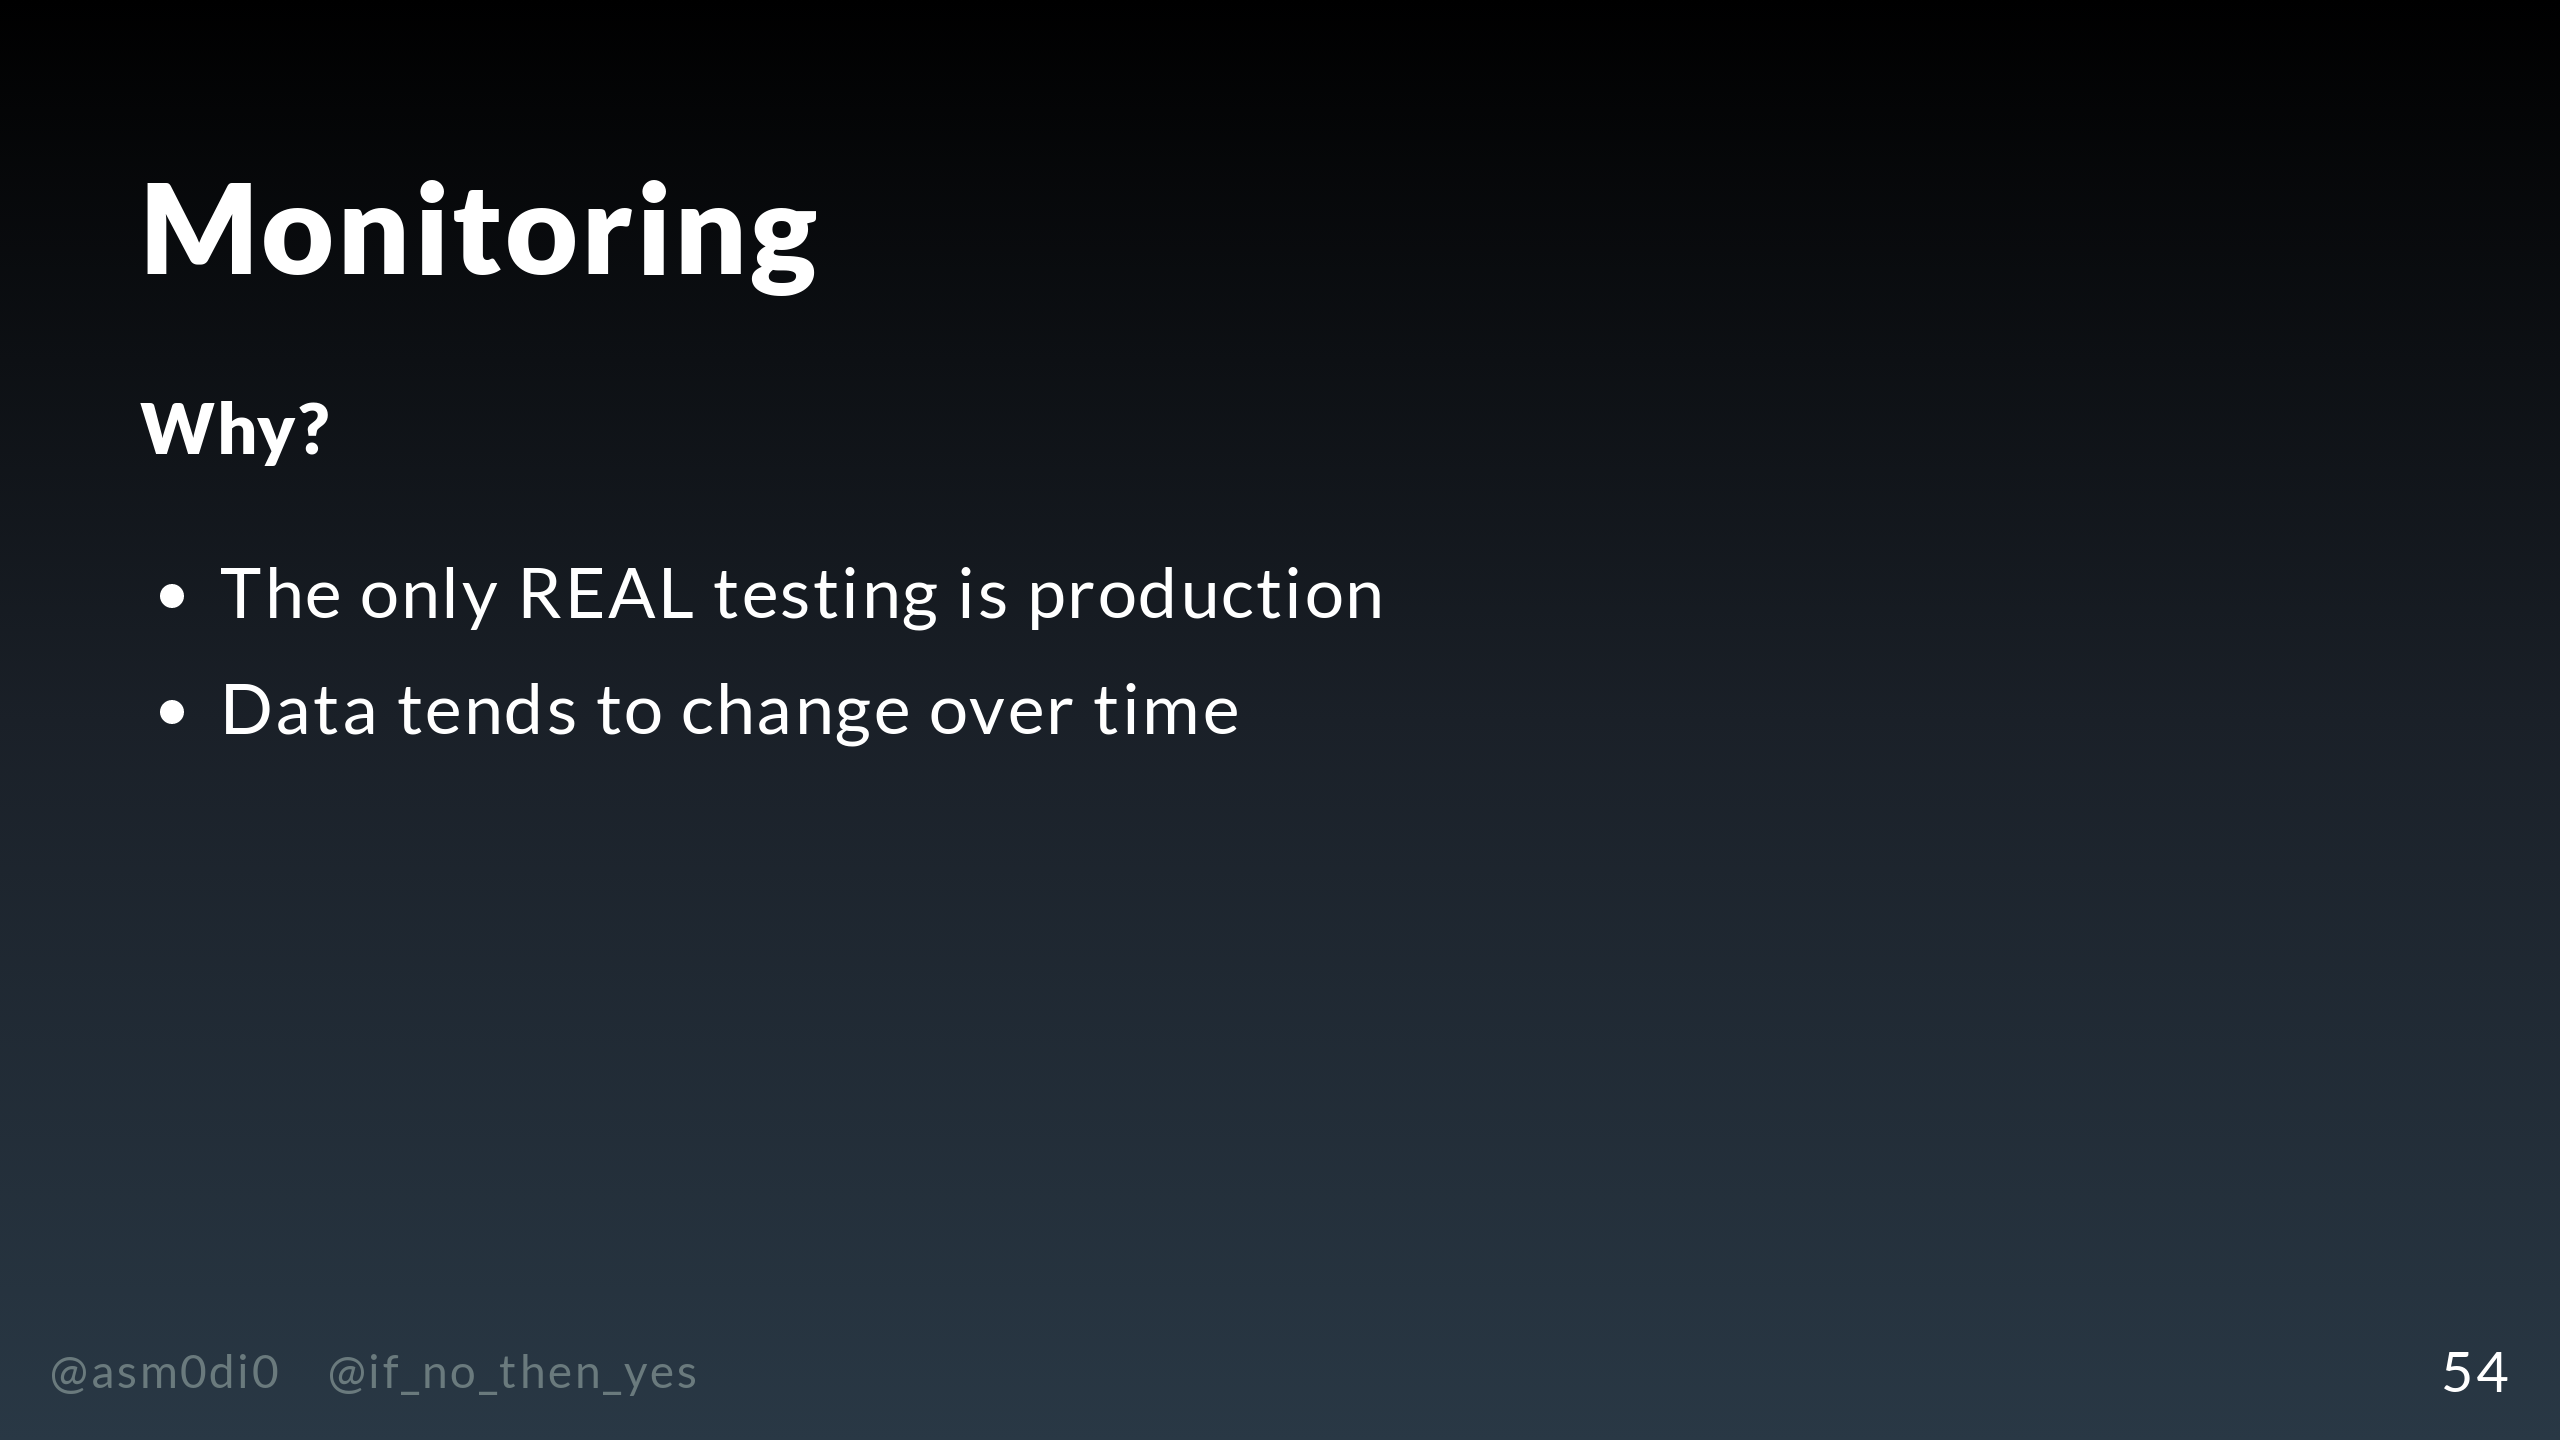 Monitoring
Why?
• The only REAL testing is production
• Data tends to change over time
@asm0di0 @if_no_then_yes
54